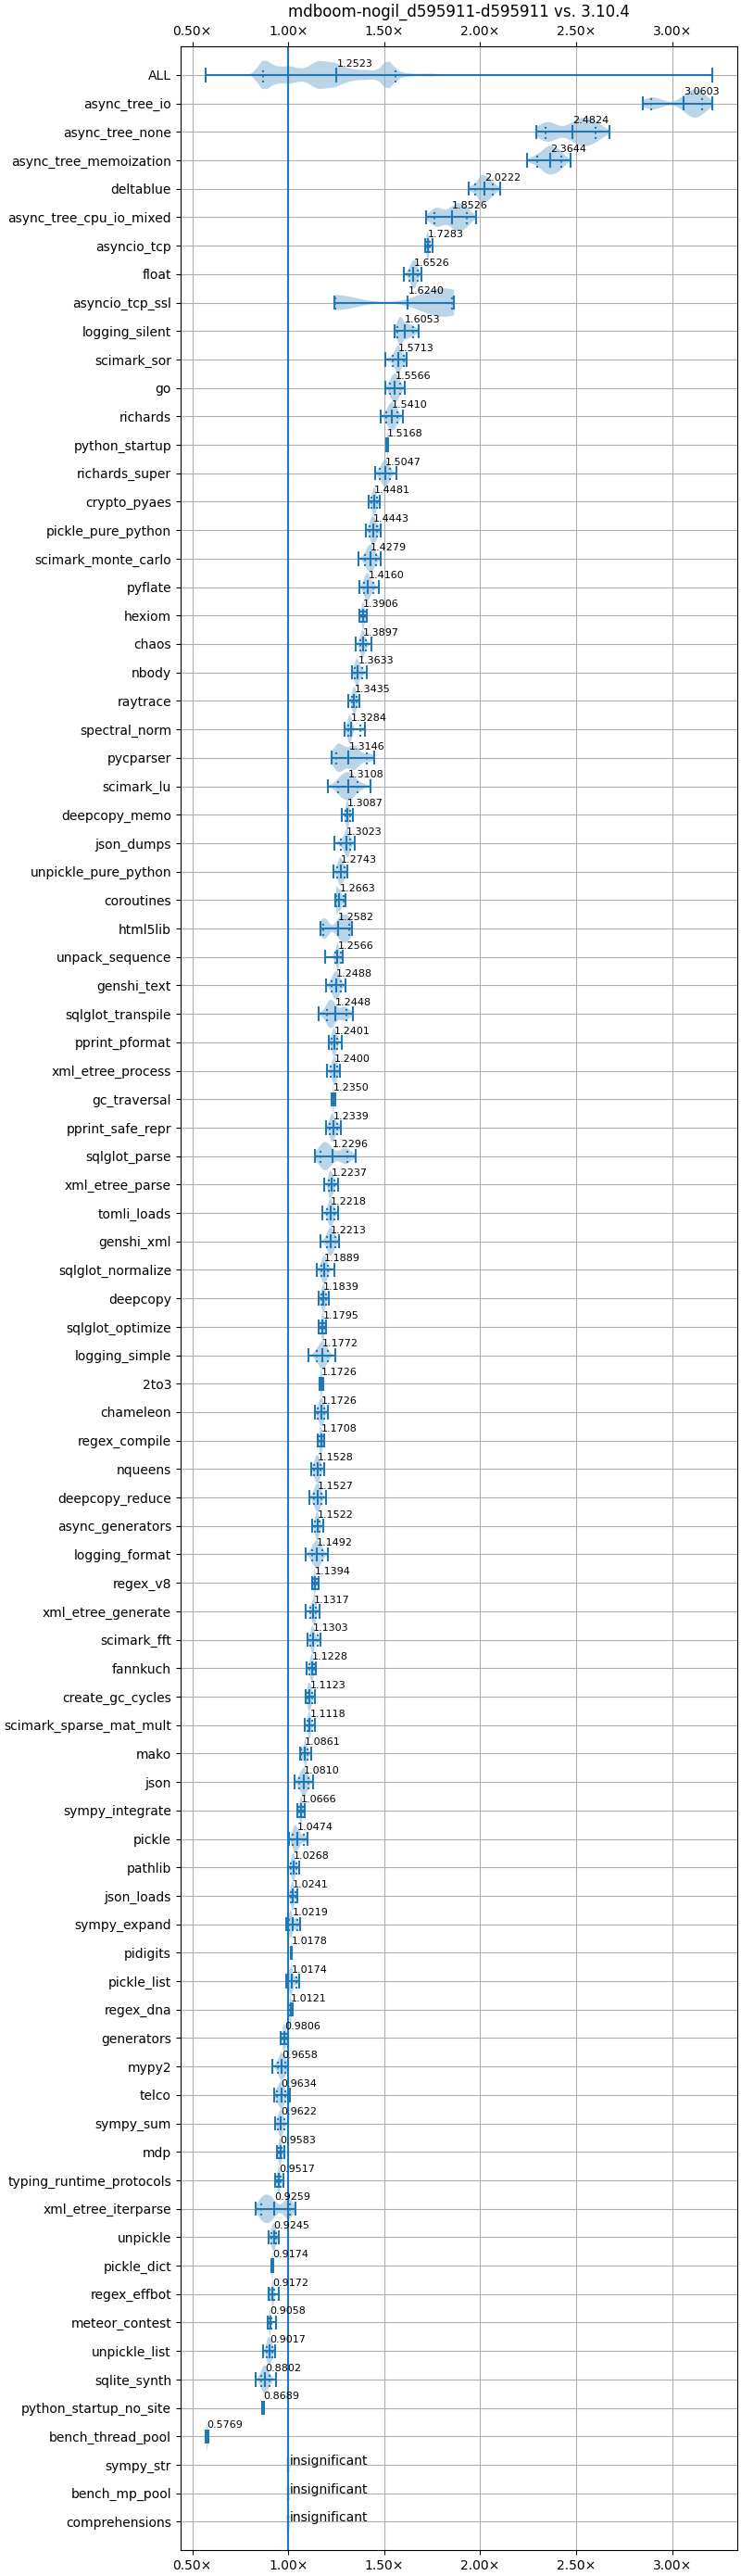 mdboom-nogil_d595911-d595911 vs. 3.10.4
0.50× 1.00× 1.50× 2.00× 2.50× 3.00×
ALL 1.2523
async_tree_io 3.0603
async_tree_none 2.4824
async_tree_memoization 2.3644
deltablue 2.0222
async_tree_cpu_io_mixed 1.8526
asyncio_tcp 1.7283
float 1.6526
asyncio_tcp_ssl 1.6240
logging_silent 1.6053
scimark_sor 1.5713
go 1.5566
richards 1.5410
python_startup 1.5168
richards_super 1.5047
crypto_pyaes 1.4481
pickle_pure_python 1.4443
scimark_monte_carlo 1.4279
pyflate 1.4160
hexiom 1.3906
chaos 1.3897
nbody 1.3633
raytrace 1.3435
spectral_norm 1.3284
pycparser 1.3146
scimark_lu 1.3108
deepcopy_memo 1.3087
json_dumps 1.3023
unpickle_pure_python 1.2743
coroutines 1.2663
html5lib 1.2582
unpack_sequence 1.2566
genshi_text 1.2488
sqlglot_transpile 1.2448
pprint_pformat 1.2401
xml_etree_process 1.2400
gc_traversal 1.2350
pprint_safe_repr 1.2339
sqlglot_parse 1.2296
xml_etree_parse 1.2237
tomli_loads 1.2218
genshi_xml 1.2213
sqlglot_normalize 1.1889
deepcopy 1.1839
sqlglot_optimize 1.1795
logging_simple 1.1772
2to3 1.1726
chameleon 1.1726
regex_compile 1.1708
nqueens 1.1528
deepcopy_reduce 1.1527
async_generators 1.1522
logging_format 1.1492
regex_v8 1.1394
xml_etree_generate 1.1317
scimark_fft 1.1303
fannkuch 1.1228
create_gc_cycles 1.1123
scimark_sparse_mat_mult 1.1118
mako 1.0861
json 1.0810
sympy_integrate 1.0666
pickle 1.0474
pathlib 1.0268
json_loads 1.0241
sympy_expand 1.0219
pidigits 1.0178
pickle_list 1.0174
regex_dna 1.0121
generators 0.9806
mypy2 0.9658
telco 0.9634
sympy_sum 0.9622
mdp 0.9583
typing_runtime_protocols 0.9517
xml_etree_iterparse 0.9259
unpickle 0.9245
pickle_dict 0.9174
regex_effbot 0.9172
meteor_contest 0.9058
unpickle_list 0.9017
sqlite_synth 0.8802
python_startup_no_site 0.8689
bench_thread_pool 0.5769
sympy_str insignificant
bench_mp_pool insignificant
comprehensions insignificant
0.50× 1.00× 1.50× 2.00× 2.50× 3.00×